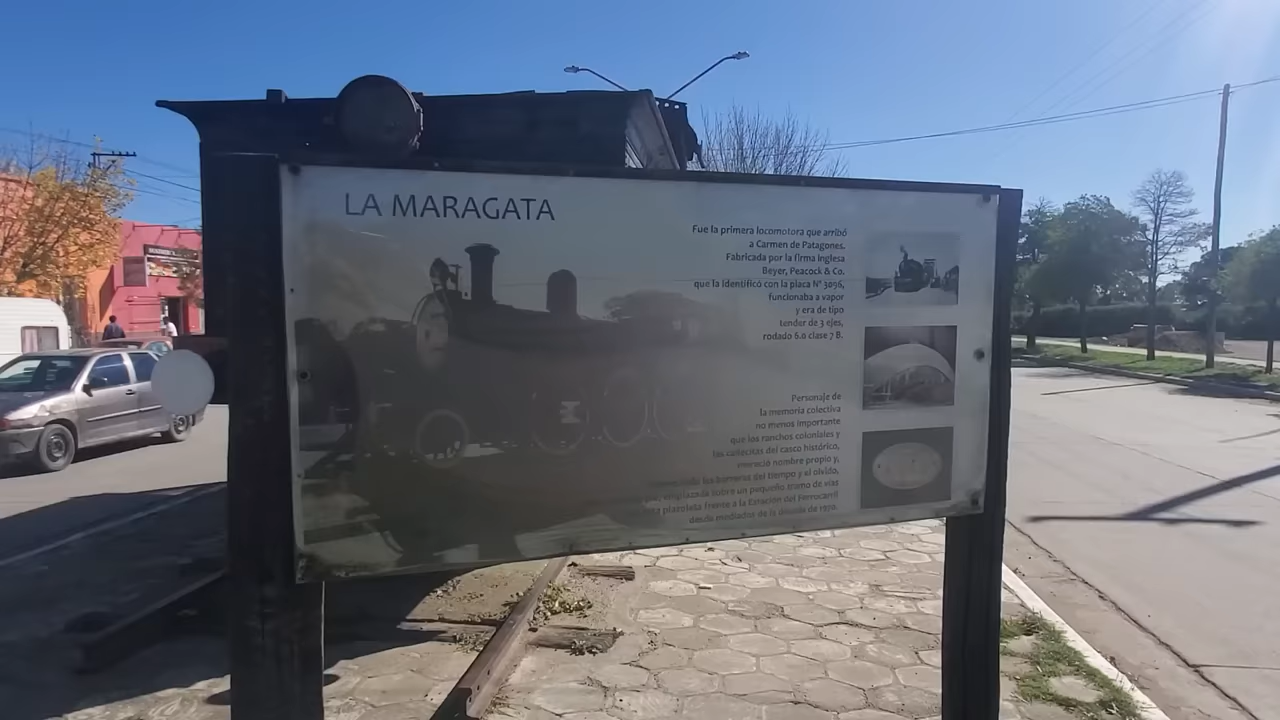 LA MARAGATA
Fue la primera locomotora que arribó
a Carmen de Patagones.
Fabricada por la firma inglesa
Beyer, Peacock & Co.
que la identificó con la placa N° 3096,
funcionaba a vapor
y era de tipo
tender de 3 ejes,
rodado 6.0 clase 7 B.
Personaje de
la memoria colectiva
no menos importante
que los ranchos coloniales y
las callecitas del casco histórico,
mereció nombre propio y,
los borneros del tiempo y el olvido,
emplazada sobre un pequeño tramo de vías
plazoleta frente a la Estación del Ferrocarril
desde mediados de la década de 1970.